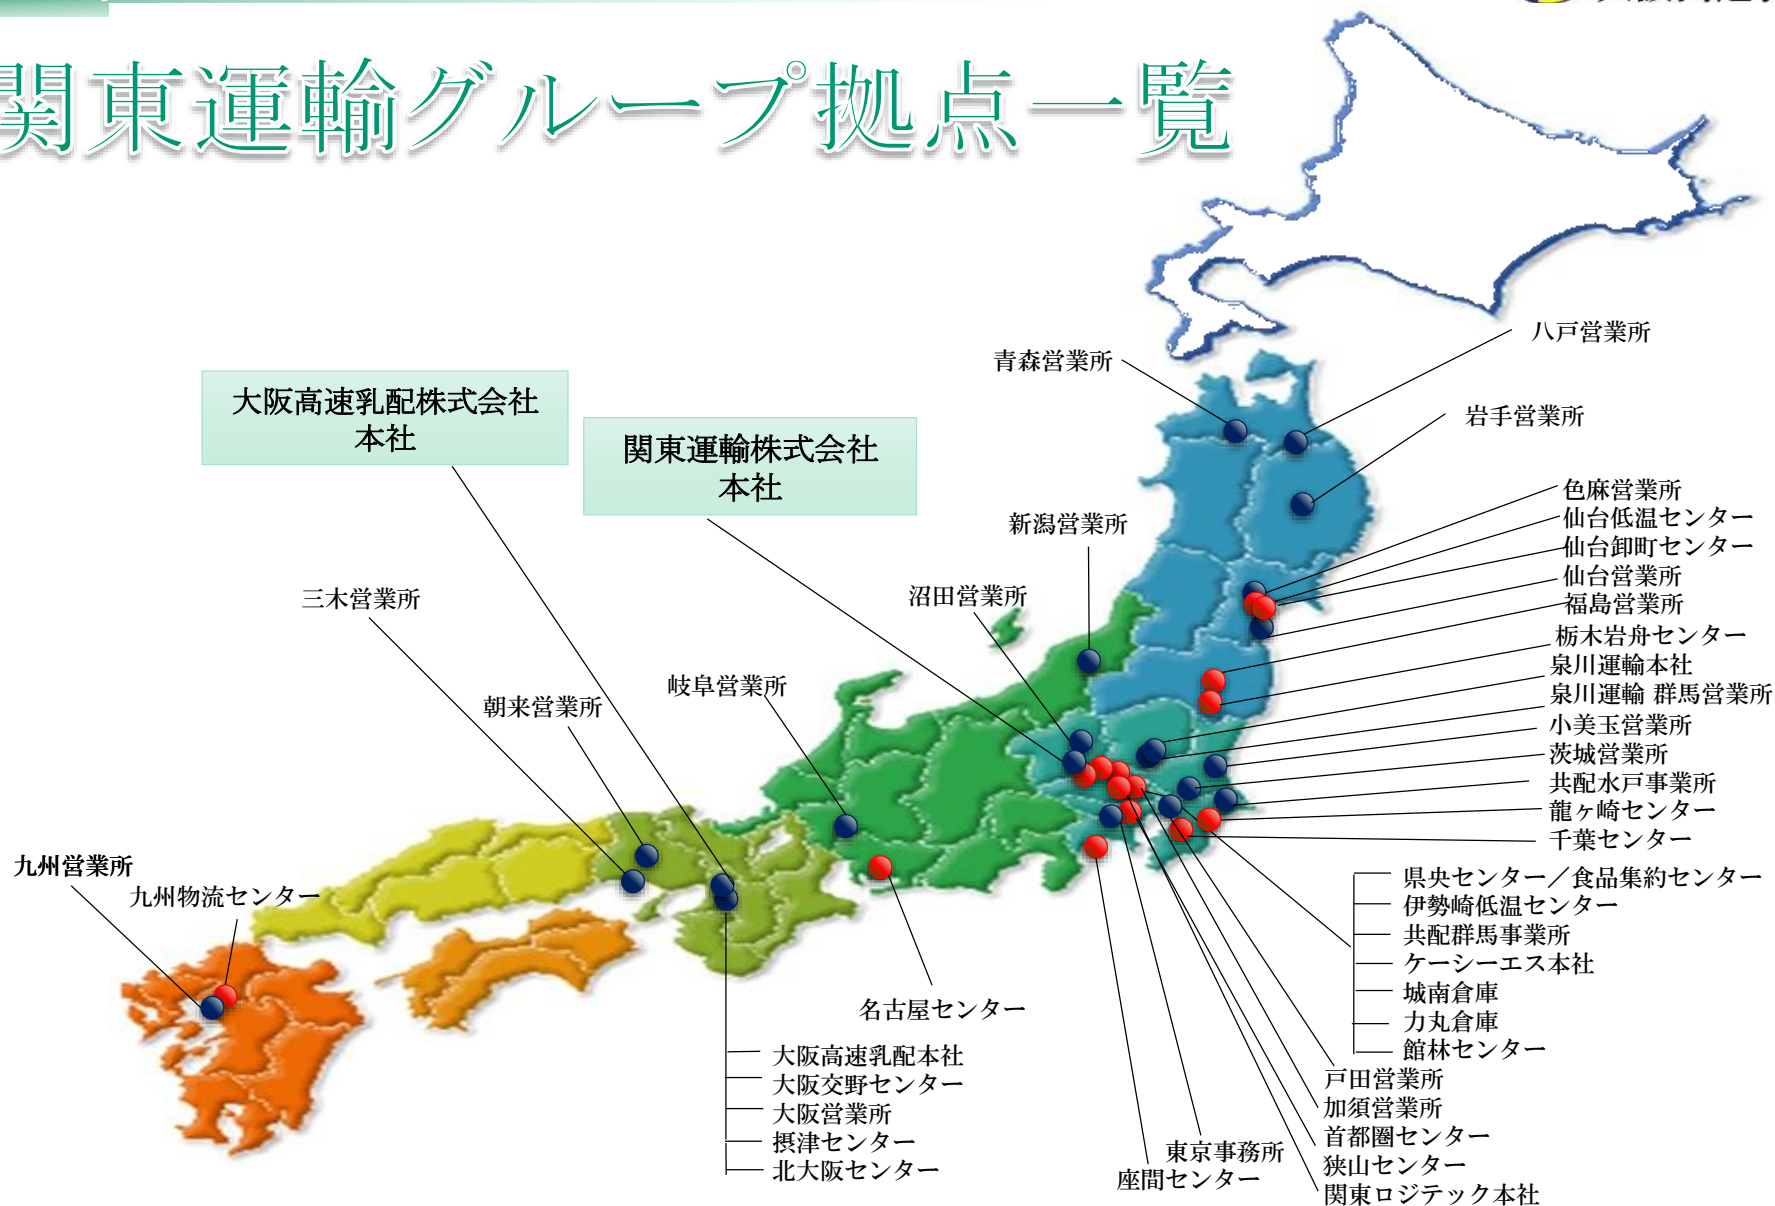 関東運輸グループ拠点一覧
八戸営業所
青森営業所
大阪高速乳配株式会社
本社
関東運輸株式会社
本社
岩手営業所
色麻営業所
仙台低温センター
新潟営業所
仙台卸町センター
仙台営業所
三木営業所
沼田営業所
福島営業所
栃木岩舟センター
泉川運輸本社
岐阜営業所
泉川運輸 群馬営業所
朝来営業所
小美玉営業所
茨城営業所
共配水戸事業所
龍ヶ崎センター
千葉センター
九州営業所
九州物流センター
県央センター／食品集約センター
伊勢崎低温センター
共配群馬事業所
ケーシーエス本社
城南倉庫
力丸倉庫
館林センター
名古屋センター
大阪高速乳配本社
大阪交野センター
大阪営業所
摂津センター
北大阪センター
戸田営業所
加須営業所
首都圏センター
狭山センター
関東ロジテック本社
東京事務所
座間センター